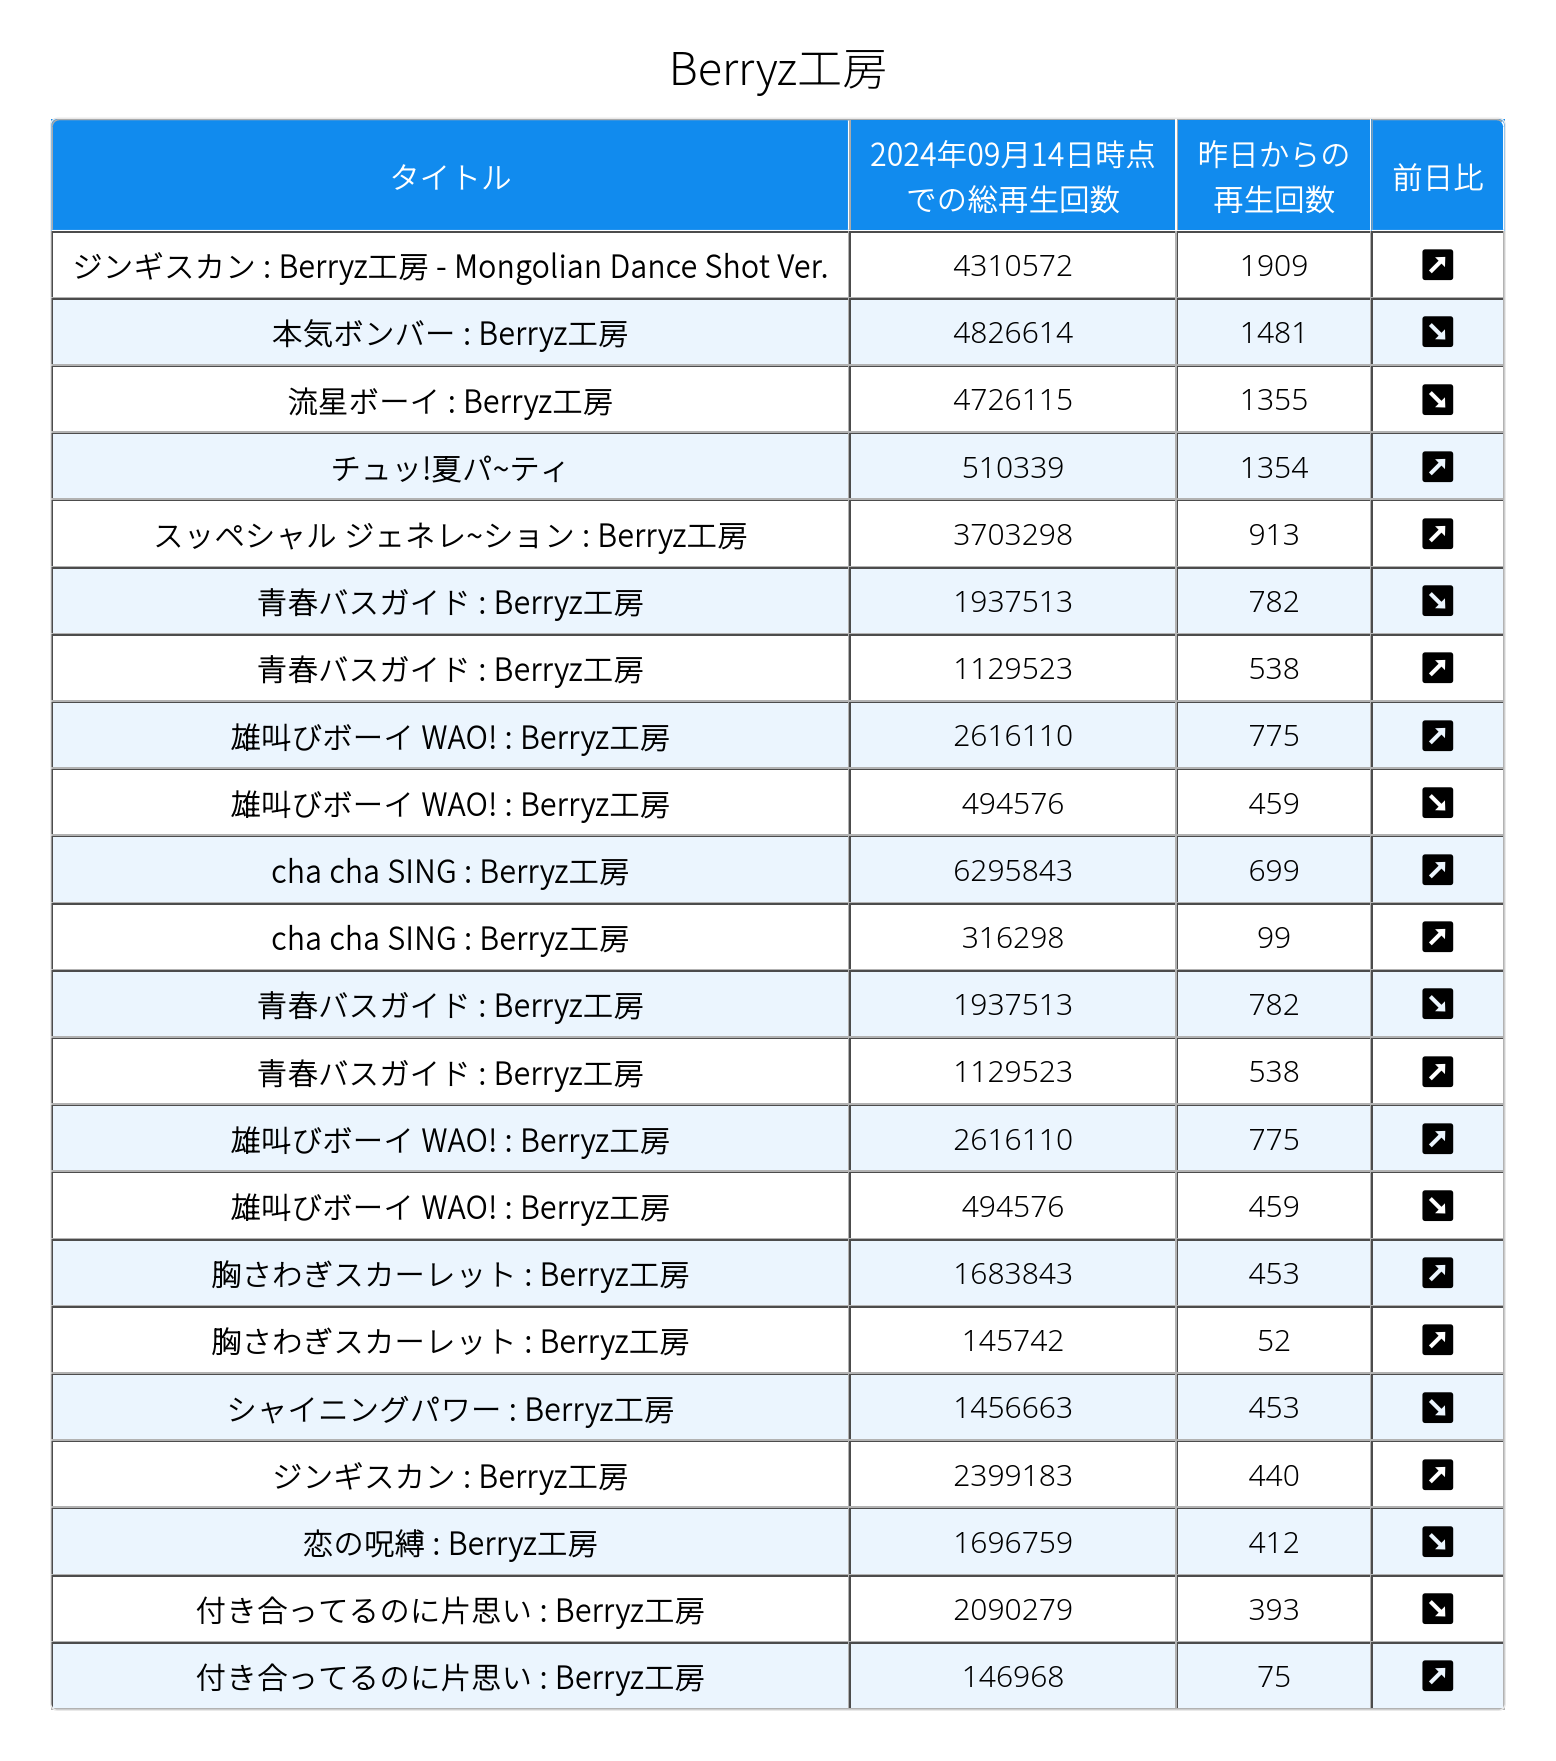 Berryz工房
タイトル 2024年09月14日時点 昨日からの 前日比
での総再生回数 再生回数
ジンギスカン : Berryz工房 - Mongolian Dance Shot Ver. 4310572 1909
本気ボンバー : Berryz工房 4826614 1481
流星ボーイ : Berryz工房 4726115 1355
チュッ!夏パ~ティ 510339 1354
スッペシャル ジェネレ~ション : Berryz工房 3703298 913
青春バスガイド : Berryz工房 1937513 782
青春バスガイド : Berryz工房 1129523 538
雄叫びボーイ WAO! : Berryz工房 2616110 775
雄叫びボーイ WAO! : Berryz工房 494576 459
cha cha SING : Berryz工房 6295843 699
cha cha SING : Berryz工房 316298 99
青春バスガイド : Berryz工房 1937513 782
青春バスガイド : Berryz工房 1129523 538
雄叫びボーイ WAO! : Berryz工房 2616110 775
雄叫びボーイ WAO! : Berryz工房 494576 459
胸さわぎスカーレット : Berryz工房 1683843 453
胸さわぎスカーレット : Berryz工房 145742 52
シャイニングパワー : Berryz工房 1456663 453
ジンギスカン : Berryz工房 2399183 440
恋の呪縛 : Berryz工房 1696759 412
付き合ってるのに片思い : Berryz工房 2090279 393
付き合ってるのに片思い : Berryz工房 146968 75